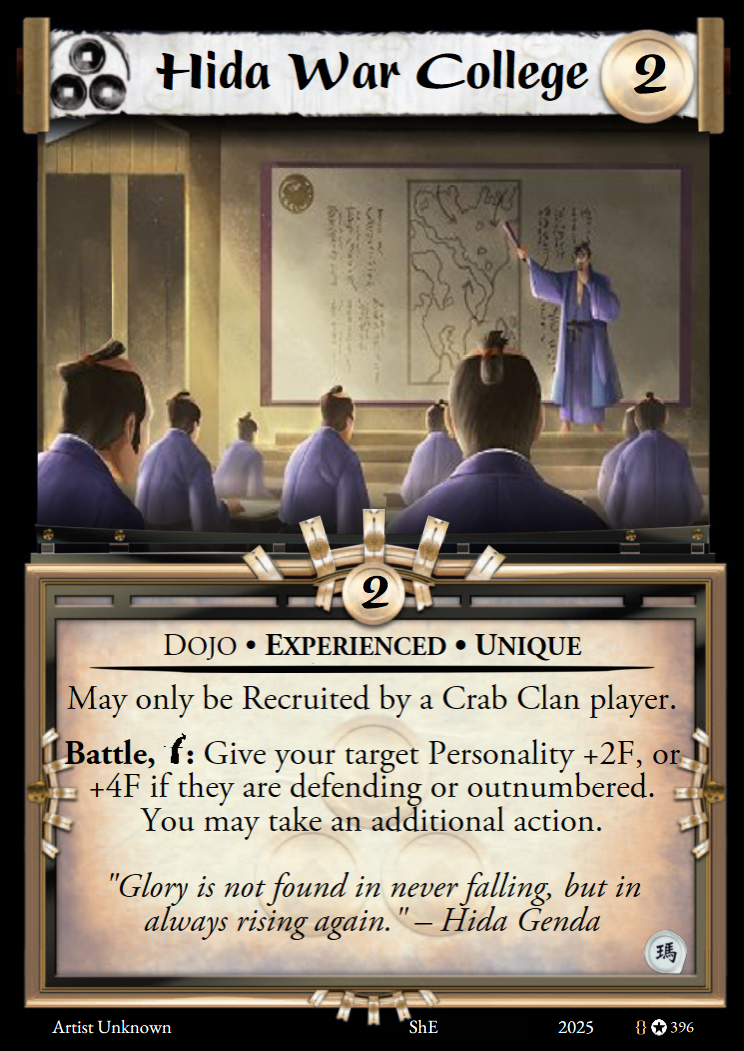 Hida War College 2
2
Dojo • Experienced • Unique
May only be Recruited by a Crab Clan player.
Battle, : Give your target Personality +2F, or
+4F if they are defending or outnumbered.
You may take an additional action.
"Glory is not found in never falling, but in
always rising again." – Hida Genda
瑪
Artist Unknown ShE 2025 {} 396